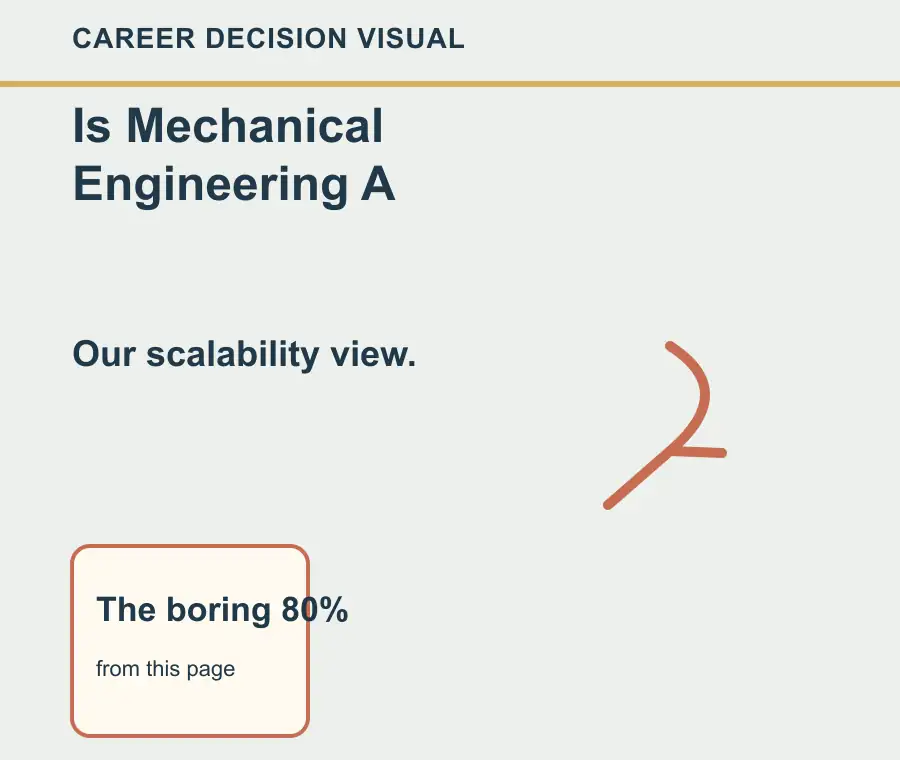 CAREER DECISION VISUAL
Is Mechanical
Engineering A
Our scalability view.
The boring 80%
from this page